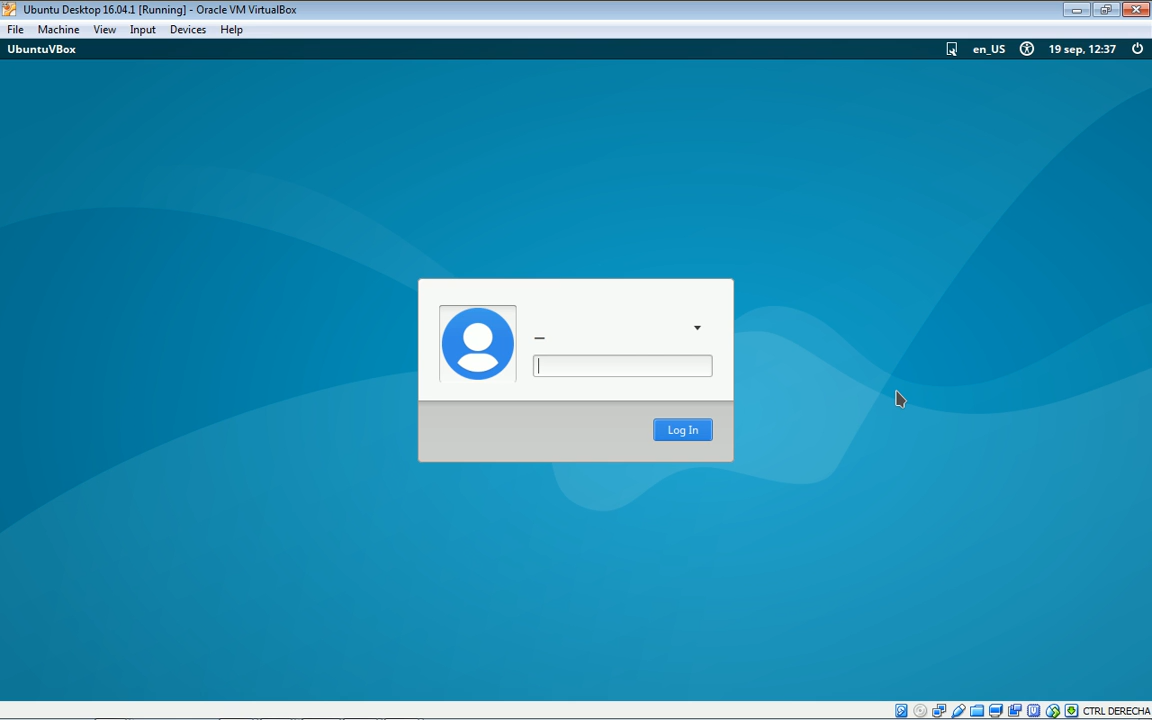 Ubuntu Desktop 16.04.1 [Running] - Oracle VM VirtualBox
File Machine View Input Devices Help
UbuntuVBox en_US 19 sep, 12:37
Log In
CTRL DERECHA